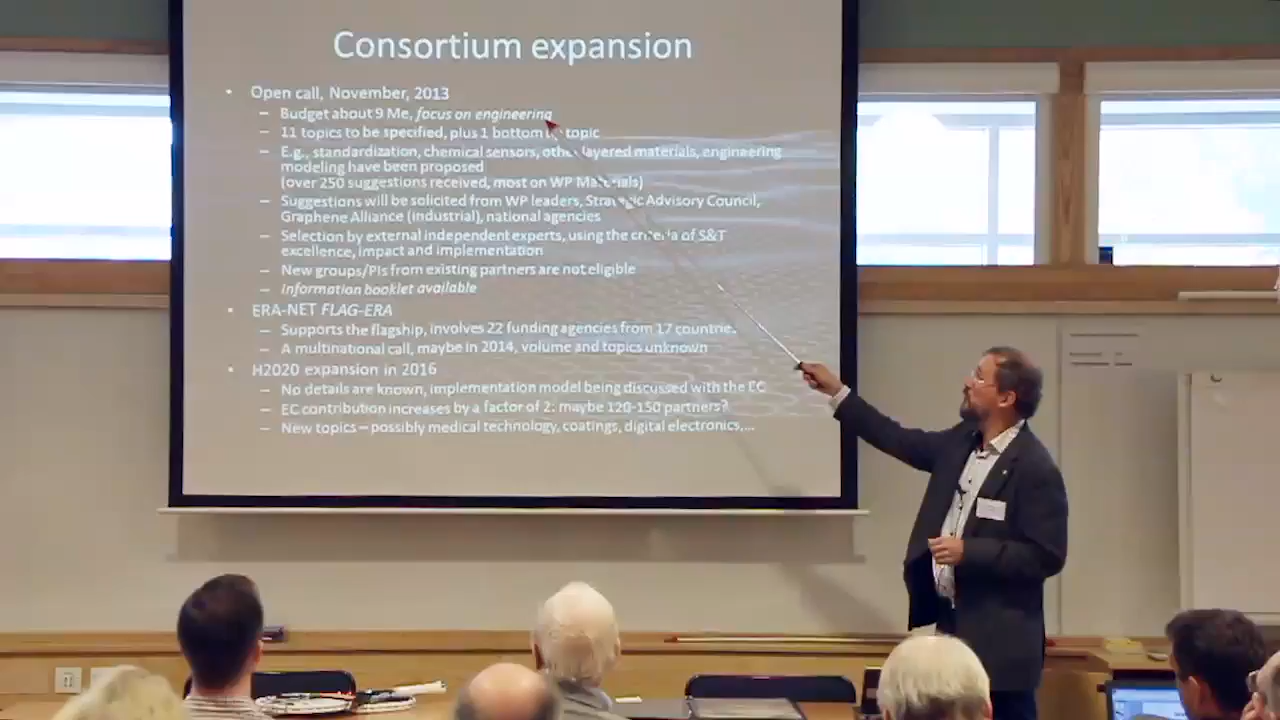 Consortium expansion
• Open call, November, 2013
– Budget about 9 Me, focus on engineering
– 11 topics to be specified, plus 1 bottom topic
– E.g., standardization, chemical sensors, other layered materials, engineering
modeling have been proposed
(over 250 suggestions received, most on WP Materials)
– Suggestions will be solicited from WP leaders, Strategic Advisory Council,
Graphene Alliance (industrial), national agencies
– Selection by external independent experts, using the criteria of S&T
excellence, impact and implementation
– New groups/PIs from existing partners are not eligible
– Information booklet available
• ERA-NET FLAG-ERA
– Supports the flagship, involves 22 funding agencies from 17 countries
– A multinational call, maybe in 2014, volume and topics unknown
• H2020 expansion in 2016
– No details are known, implementation model being discussed with the EC
– EC contribution increases by a factor of 2: maybe 120-150 partners?
– New topics – possibly medical technology, coatings, digital electronics,...